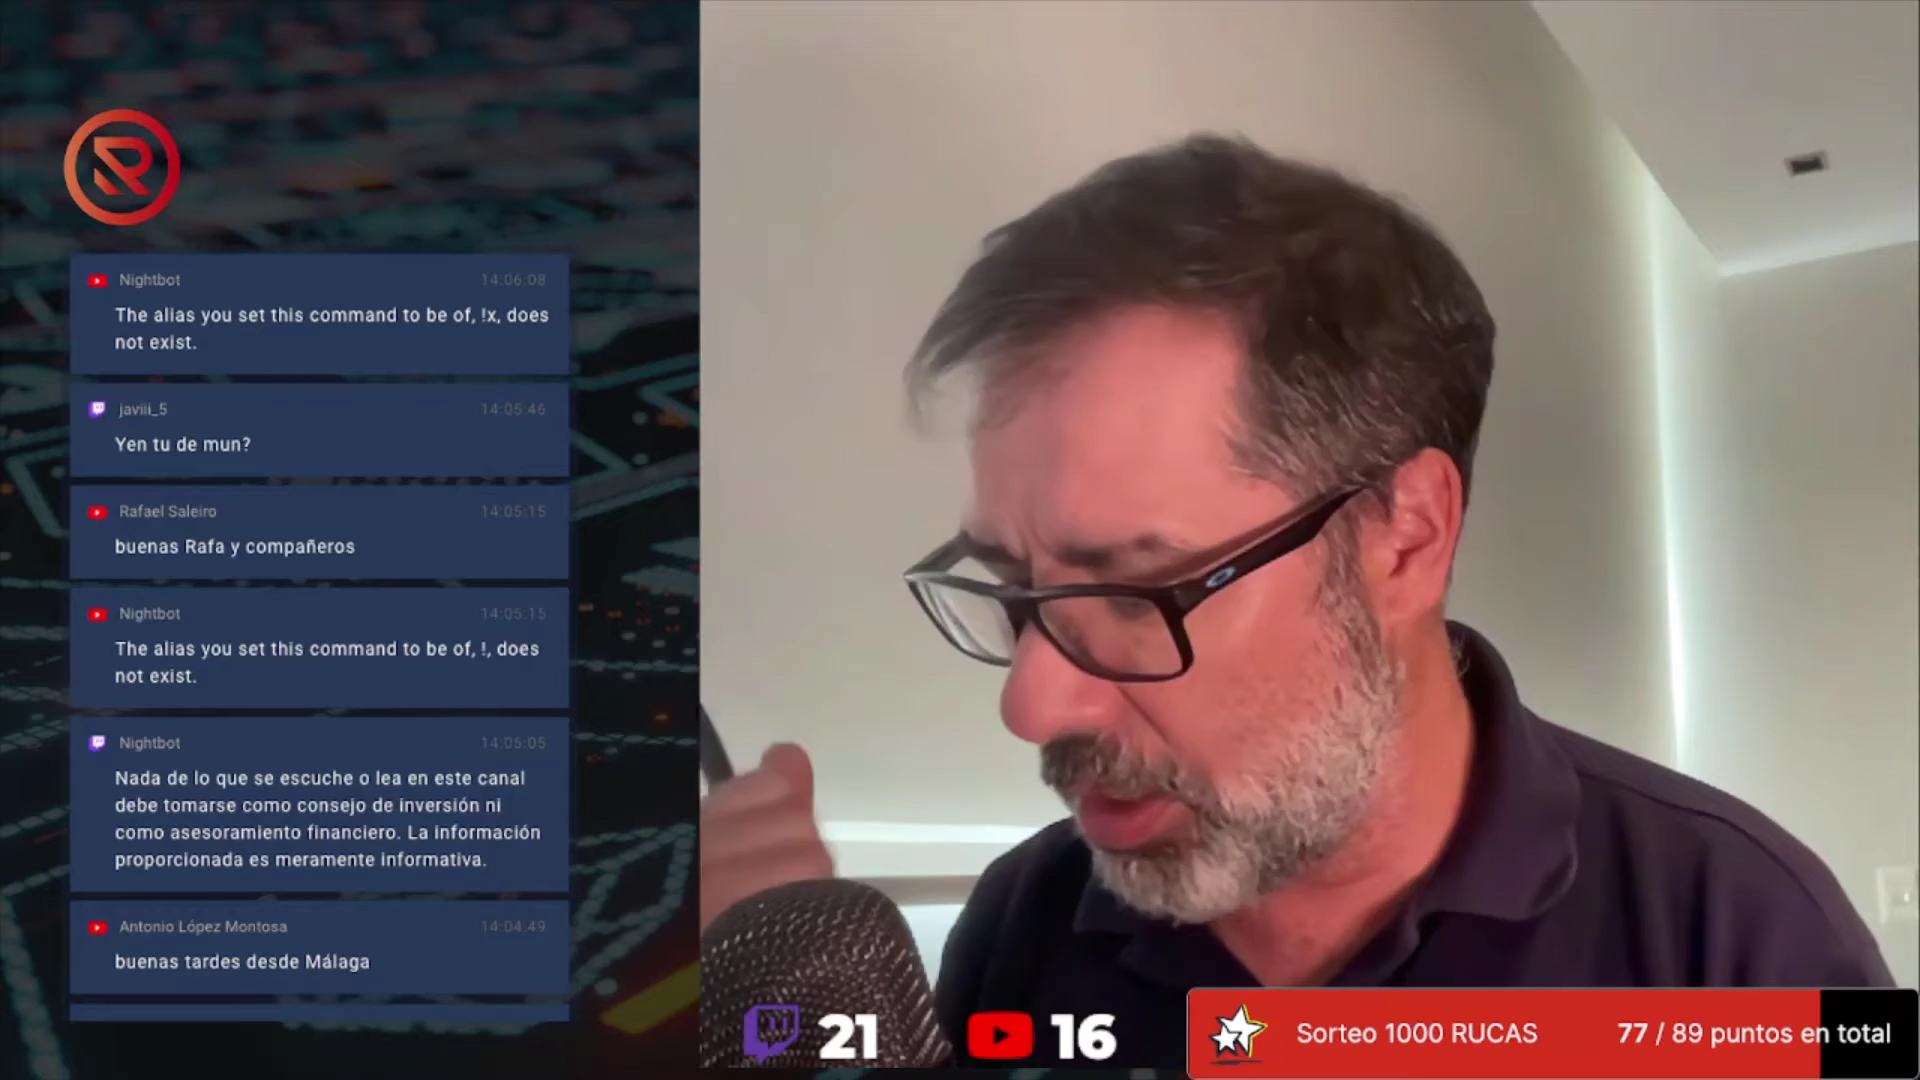 Nightbot 14:06:08
The alias you set this command to be of, !x, does
not exist.
javiii_5 14:05:46
Yen tu de mun?
Rafael Saleiro 14:05:15
buenas Rafa y compañeros
Nightbot 14:05:15
The alias you set this command to be of, !, does
not exist.
Nightbot 14:05:05
Nada de lo que se escuche o lea en este canal
debe tomarse como consejo de inversión ni
como asesoramiento financiero. La información
proporcionada es meramente informativa.
Antonio López Montosa 14:04:49
buenas tardes desde Málaga
21
16
Sorteo 1000 RUCAS 77 / 89 puntos en total